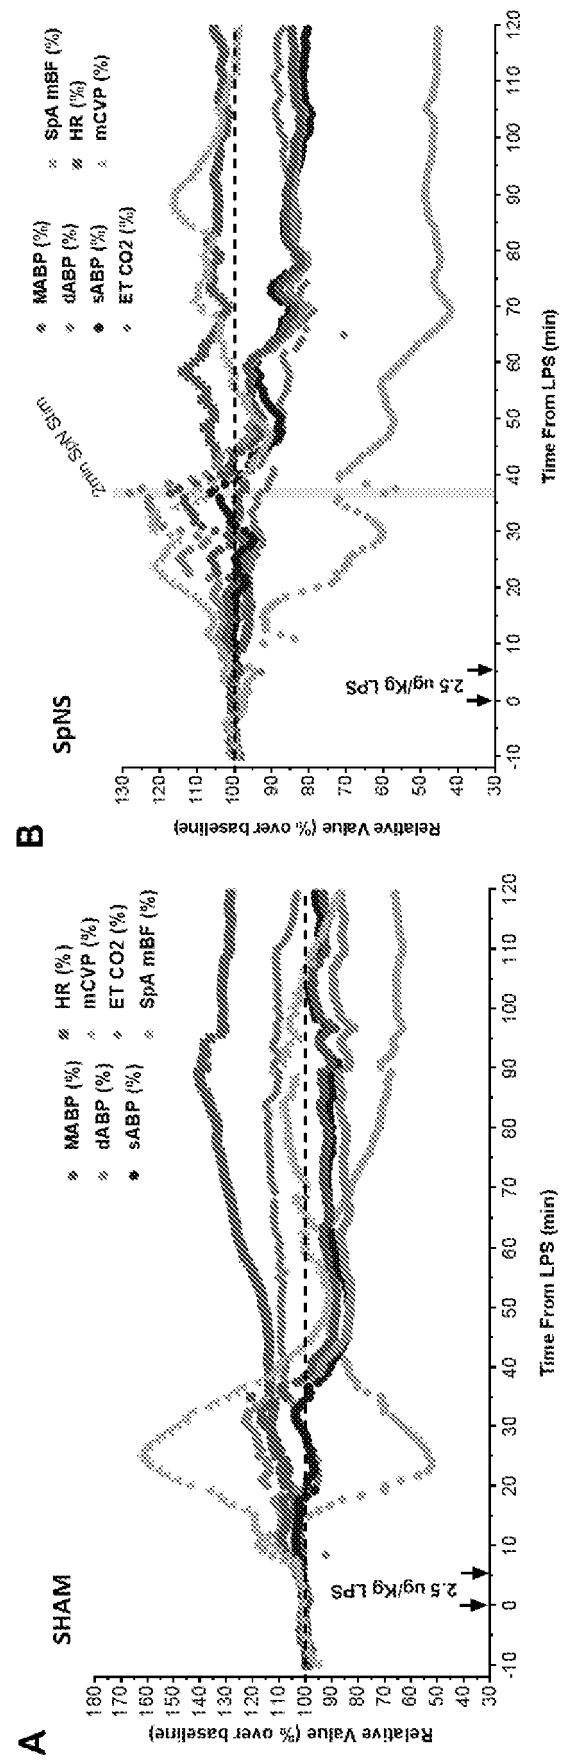 A
SHAM
MABP (%)
dABP (%)
sABP (%)
HR (%)
mCVP (%)
ET CO2 (%)
SpA mBF (%)
Relative Value (% over baseline)
180
170
160
150
140
130
120
110
100
90
80
70
60
50
40
30
2.5 ug/Kg LPS
-10
0
10
20
30
40
50
60
70
80
90
100
110
120
Time From LPS (min)
B
SpNS
MABP (%)
dABP (%)
sABP (%)
ET CO2 (%)
SpA mBF (%)
HR (%)
mCVP (%)
2min SpN Stim
Relative Value (% over baseline)
130
120
110
100
90
80
70
60
50
40
30
2.5 ug/Kg LPS
-10
0
10
20
30
40
50
60
70
80
90
100
110
120
Time From LPS (min)